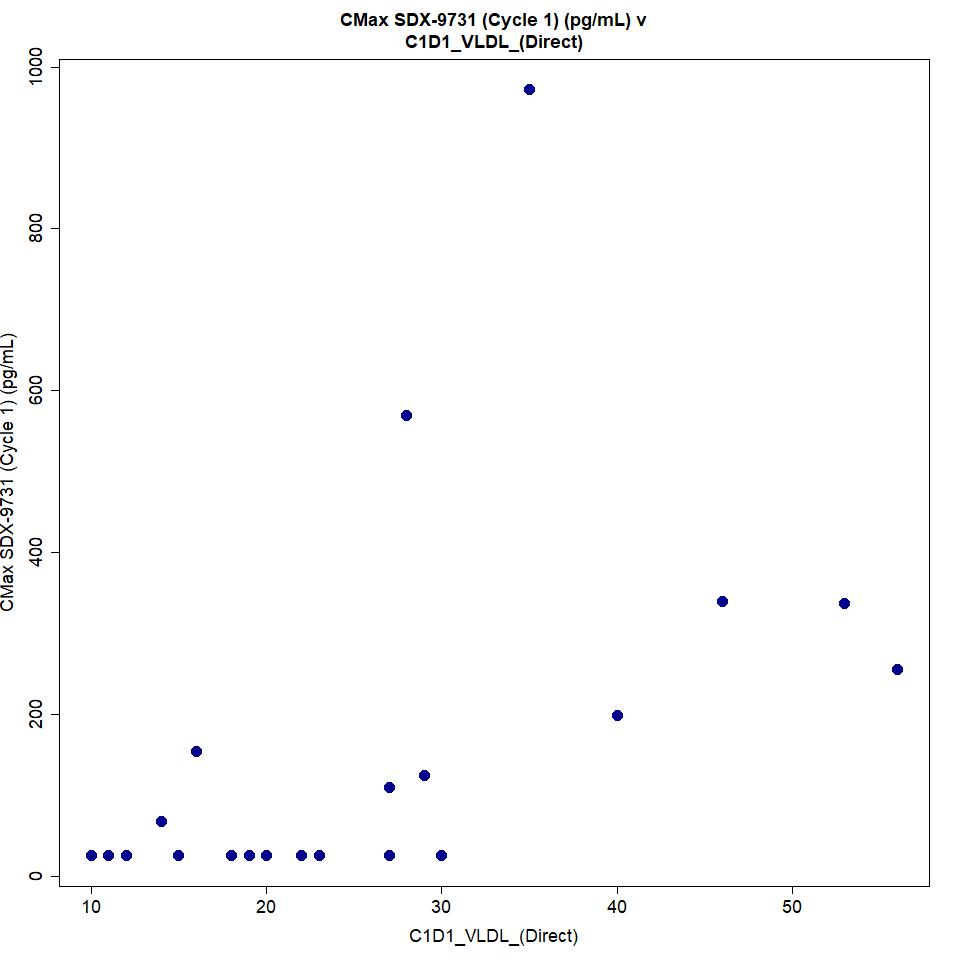 CMax SDX-9731 (Cycle 1) (pg/mL) v
C1D1_VLDL_(Direct)
CMax SDX-9731 (Cycle 1) (pg/mL)
1000
800
600
400
200
0
10 20 30 40 50
C1D1_VLDL_(Direct)